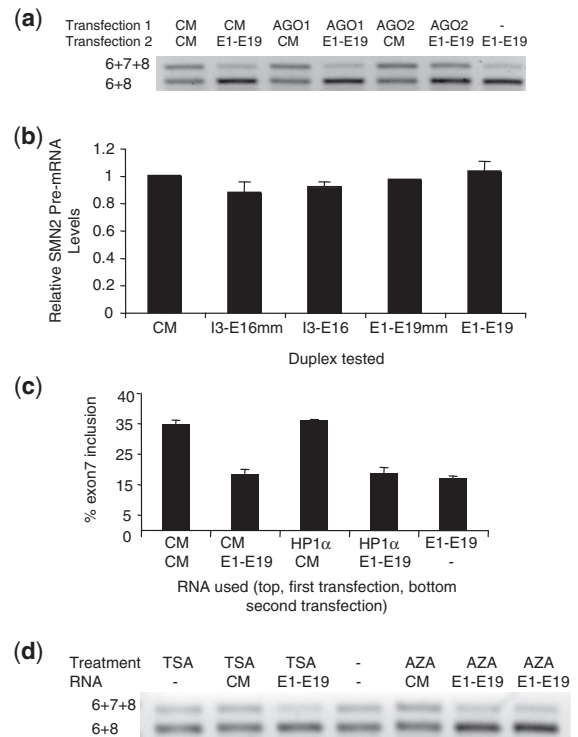 (a)
Transfection 1 CM CM AGO1 AGO1 AGO2 AGO2 -
Transfection 2 CM E1-E19 CM E1-E19 CM E1-E19 E1-E19
6+7+8
6+8
(b)
Relative SMN2 Pre-mRNA Levels
1.2
1
0.8
0.6
0.4
0.2
0
CM I3-E16mm I3-E16 E1-E19mm E1-E19
Duplex tested
(c)
% exon7 inclusion
40
35
25
15
5
0
CM CM HP1α HP1α E1-E19
CM E1-E19 CM E1-E19 -
RNA used (top, first transfection, bottom
second transfection)
(d)
Treatment TSA TSA TSA - AZA AZA AZA
RNA - CM E1-E19 - CM E1-E19 E1-E19
6+7+8
6+8